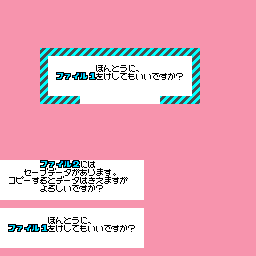 ほんとうに、
ファイル1をけしてもいいですか?
ファイル2には
セーブデータがあります。
コピーするとデータはきえますが
よろしいですか?
ほんとうに、
ファイル1をけしてもいいですか?